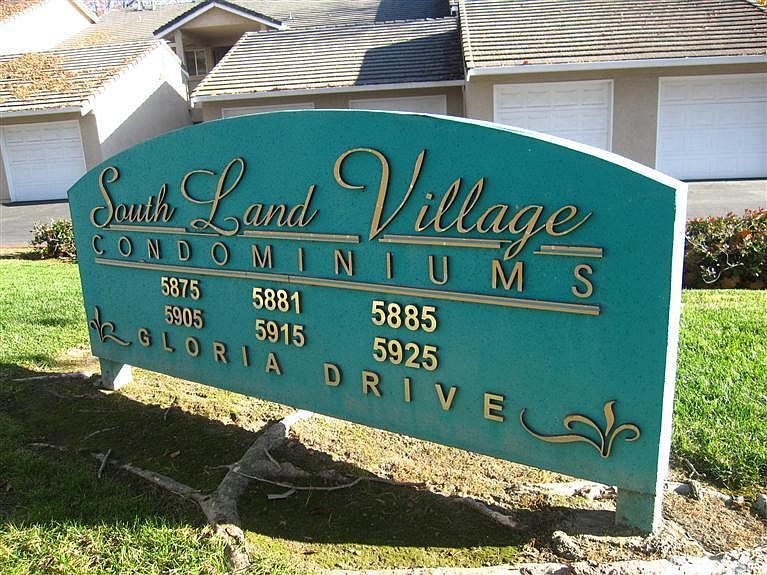 South Land Village
CONDOMINIUMS
5875 5881 5885
5905 5915 5925
GLORIA DRIVE